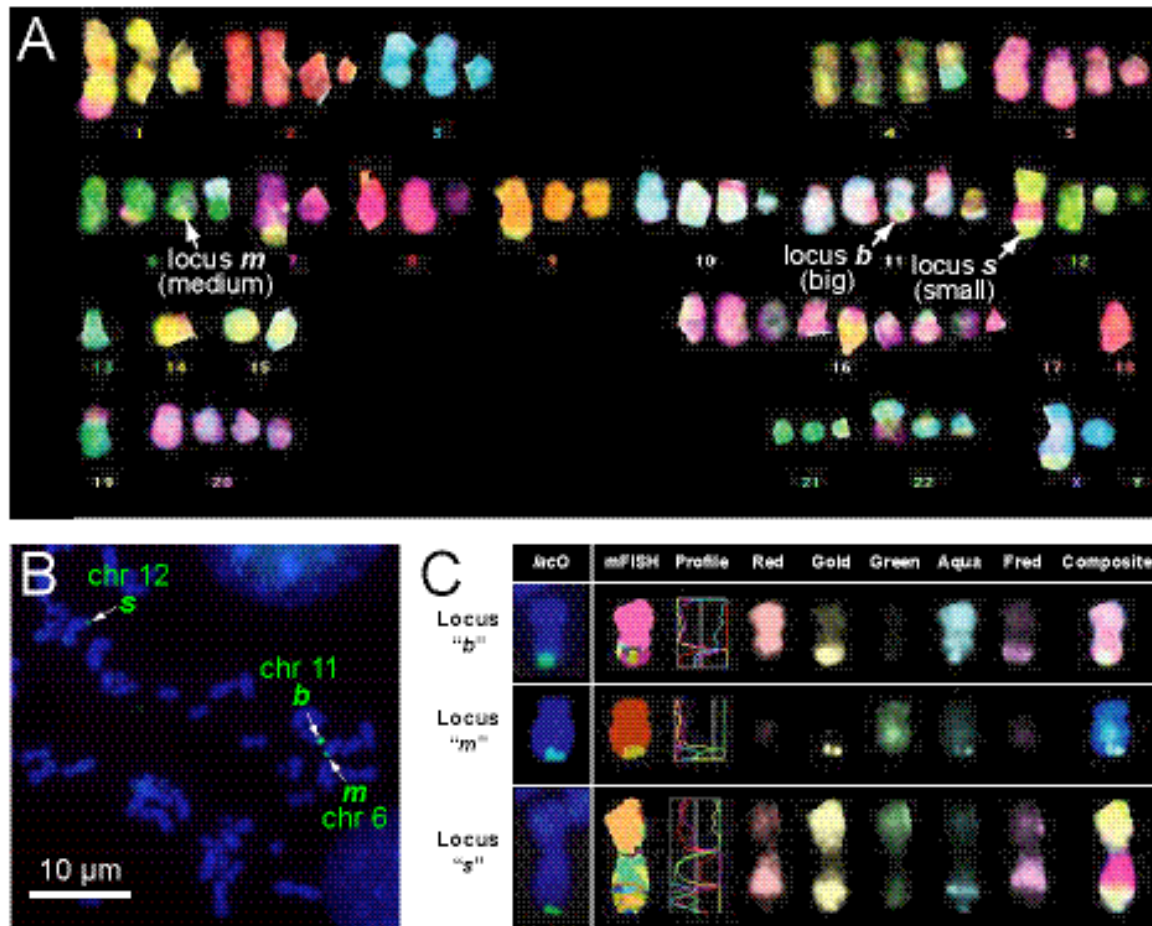 A
1 2 3 4 5
6 7 8 9 10 11 12
locus m
(medium)
locus b
(big)
locus s
(small)
13 14 15 16 17 18
19 20 21 22 X Y
B
chr 12
s
chr 11
b
m
chr 6
10 µm
C
lacO mFISH Profile Red Gold Green Aqua Fred Composite
Locus
"b"
Locus
"m"
Locus
"s"